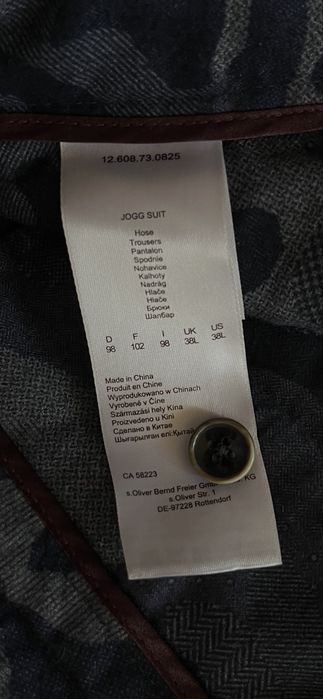 12.608.73.0825
JOGG SUIT
Hose
Trousers
Pantalon
Spodnie
Nohavice
Kalhoty
Nadrág
Hlače
Hlače
Брюки
Шалбар
D F I UK US
98 102 98 38L 38L
Made in China
Produit en Chine
Wyprodukowano w Chinach
Vyrobené v Číne
Származási hely Kína
Proizvedeno u Kini
Сделано в Китае
Шығарылған елі:Қытай
CA 58223
s.Oliver Bernd Freier KG
s.Oliver Str. 1
DE-97228 Rottendorf